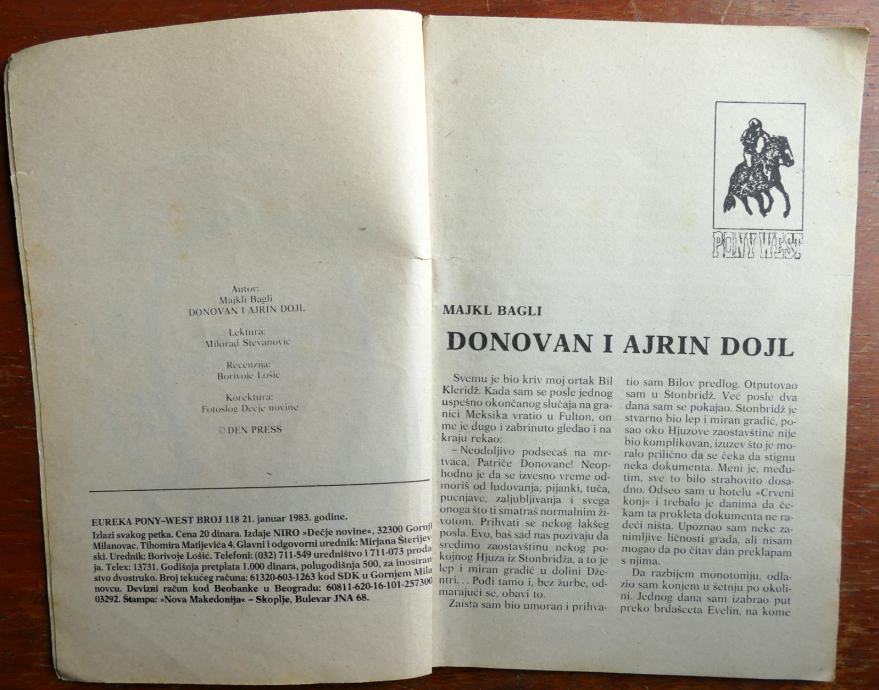 Autor:
Majkli Bagli
DONOVAN I AJRIN DOJL
Lektura:
Milorad Stevanovic
Recenzija:
Borivoje Lošić
Korektura:
Fotoslog Dečje novine
© DEN PRESS
EUREKA PONY–WEST BROJ 118 21. januar 1983. godine.
Izlazi svakog petka. Cena 20 dinara. Izdaje NIRO »Dečje novine«, 32300 Gornji
Milanovac, Tihomira Matijevića 4. Glavni i odgovorni urednik: Mirjana Šterijev-
ski. Urednik: Borivoje Lošić. Telefoni: (032) 711-549 uredništvo i 711-073 proda
ja. Telex: 13731. Godišnja pretplata 1.000 dinara, polugodišnja 500, za inostran
stvo dvostruko. Broj tekućeg računa: 61320-603-1263 kod SDK u Gornjem Mila
novcu. Devizni račun kod Beobanke u Beogradu: 60811-620-16-101-257300
03292. Štampa: »Nova Makedonija« – Skoplje, Bulevar JNA 68.
PONY WEST
MAJKL BAGLI
DONOVAN I AJRIN DOJL
Svemu je bio kriv moj ortak Bil
Kleridž. Kada sam se posle jednog
uspešno okončanog slučaja na gra-
nici Meksika vratio u Fulton, on
me je dugo i zabrinuto gledao i na
kraju rekao:
– Neodoljivo podsećaš na mr-
tvaca, Patriče Donovane! Neop-
hodno je da se izvesno vreme od-
moriš od ludovanja, pijanki, tuča,
pucnjave, zaljubljivanja i svega
onoga što ti smatraš normalnim ži-
votom. Prihvati se nekog lakšeg
posla. Evo, baš sad nas pozivaju da
sredimo zaostavštinu nekog po-
kojnog Hjuza iz Stonbridža, a to je
lep i miran gradić u dolini Dže-
ntri... Pođi tamo i, bez žurbe, od-
marajući se, obavi to.
Zaista sam bio umoran i prihva-
tio sam Bilov predlog. Otputovao
sam u Stonbridž. Već posle dva
dana sam se pokajao. Stonbridž je
stvarno bio lep i miran gradić, po-
sao oko Hjuzove zaostavštine nije
bio komplikovan, izuzev što je mo-
ralo prilično da se čeka da stignu
neka dokumenta. Meni je, među-
tim, sve to bilo strahovito dosa-
dno. Odseo sam u hotelu »Crveni
konj« i trebalo je danima da če-
kam ta prokleta dokumenta ne ra-
deći ništa. Upoznao sam neke za-
nimljive ličnosti grada, ali nisam
mogao da po čitav dan preklapam
s njima.
Da razbijem monotoniju, odla-
zio sam konjem u šetnju po okoli-
ni. Jednog dana sam izabrao put
preko brdašceta Evelin, na kome